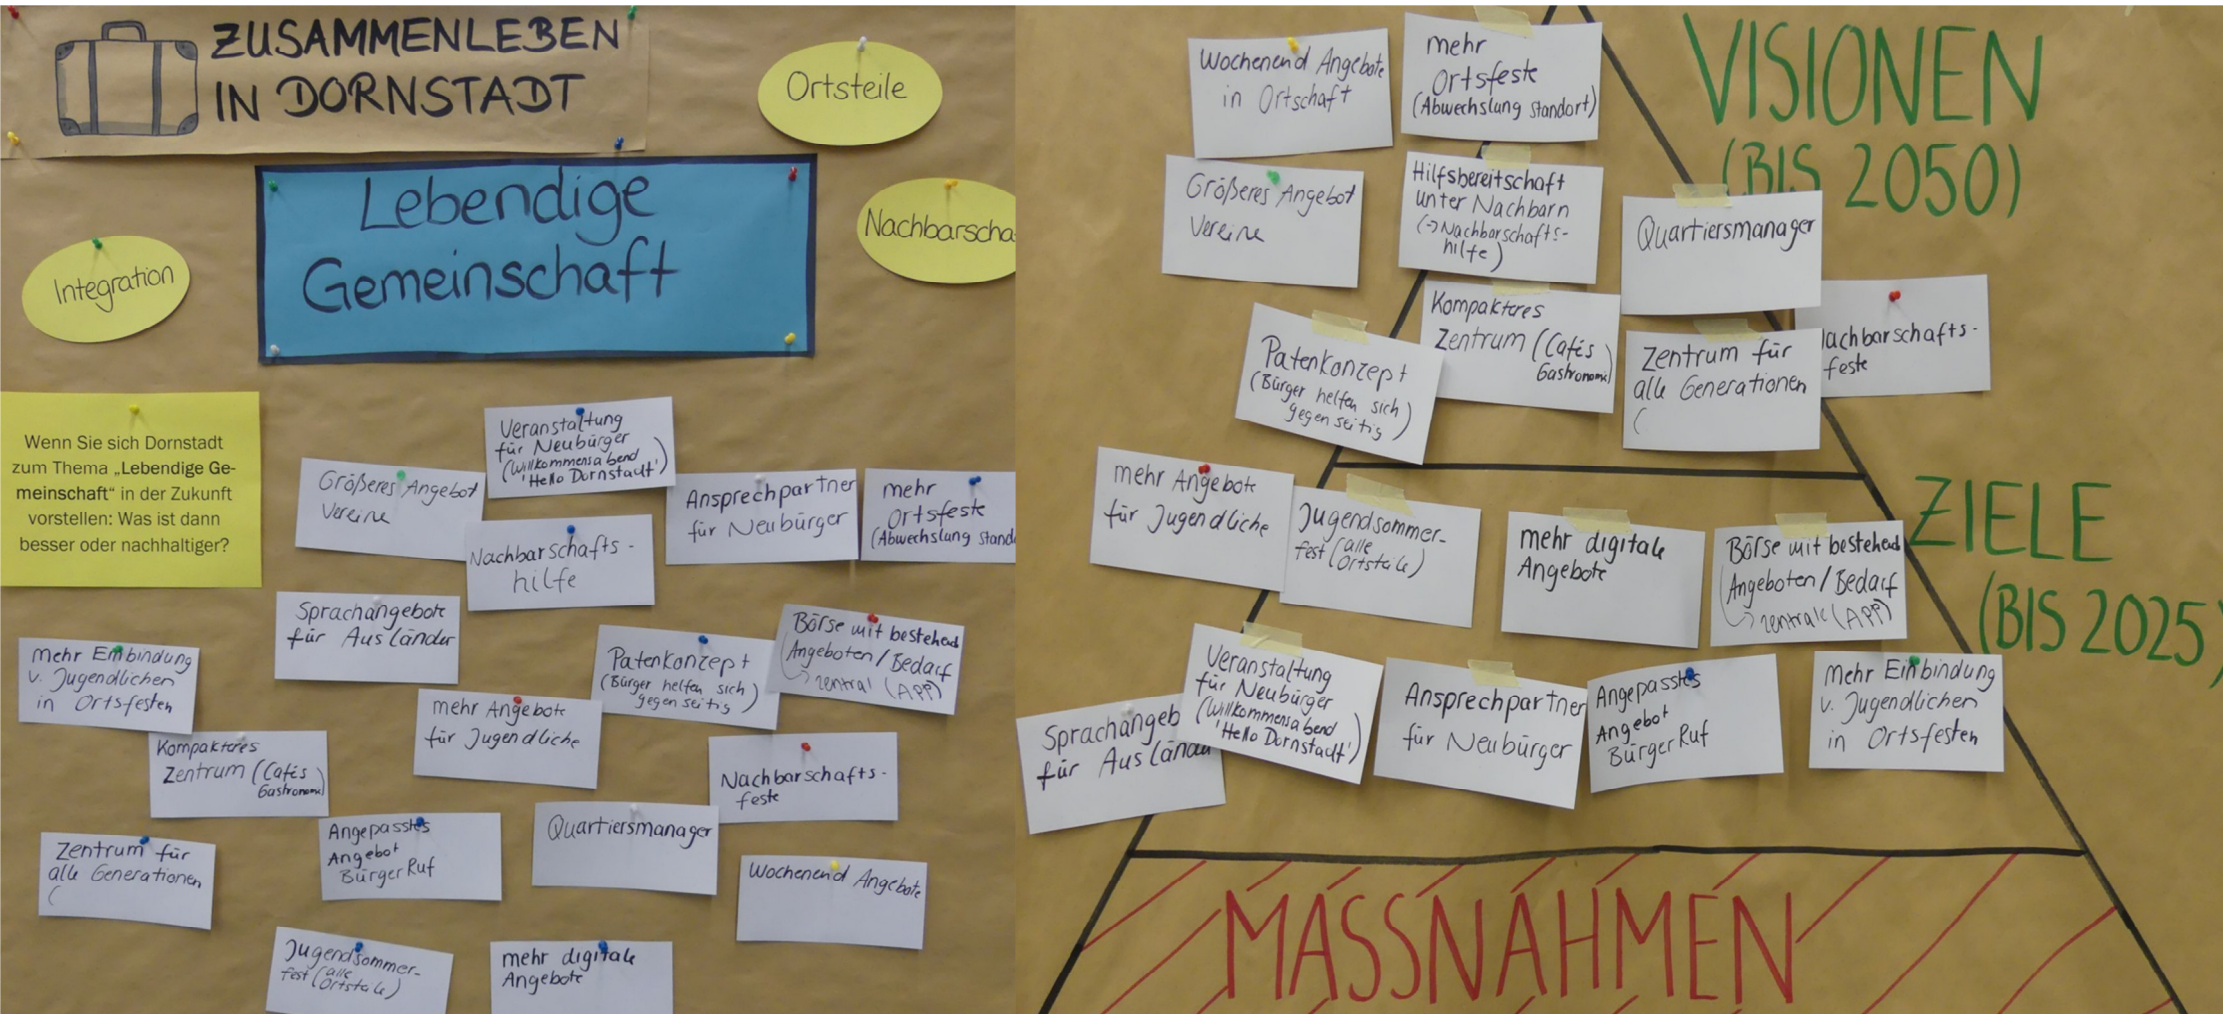 ZUSAMMENLEBEN
IN DORNSTADT
Ortsteile
Lebendige
Gemeinschaft
Nachbarscha
Integration
Wenn Sie sich Dornstadt
zum Thema „Lebendige Ge-
meinschaft“ in der Zukunft
vorstellen: Was ist dann
besser oder nachhaltiger?
Veranstaltung
für Neubürger
(Willkommensabend
'Hello Dornstadt')
Größeres Angebot
Vereine
Ansprechpartner
für Neubürger
mehr
Ortsfeste
(Abwechslung Stand
Nachbarschafts-
hilfe
Sprachangebote
für Ausländer
Börse mit bestehend
Angeboten/Bedarf
→ zentral (APP)
mehr Einbindung
v. Jugendlichen
in Ortsfesten
Patenkonzept
(Bürger helfen sich
gegenseitig)
mehr Angebote
für Jugendliche
Kompakteres
Zentrum (Cafés
Gastronomie)
Nachbarschafts-
feste
Angepasstes
Angebot
BürgerRuf
Quartiersmanager
Zentrum für
alle Generationen
(
Wochenend Angebote
Jugendsommer-
fest (alle
Ortsteile)
mehr digitale
Angebote
VISIONEN
(BIS 2050)
Wochenend Angebote
in Ortschaft
mehr
Ortsfeste
(Abwechslung Standort)
Größeres Angebot
Vereine
Hilfsbereitschaft
unter Nachbarn
(→Nachbarschafts-
hilfe)
Quartiersmanager
Kompakteres
Zentrum (Cafés
Gastronomie)
Patenkonzept
(Bürger helfen sich
gegenseitig)
Zentrum für
alle Generationen
(
achbarschafts-
feste
ZIELE
(BIS 2025)
mehr Angebote
für Jugendliche
Jugendsommer-
fest (alle
Ortsteile)
mehr digitale
Angebote
Börse mit bestehend
Angeboten/Bedarf
→ zentral (APP)
Sprachangeb
für Ausländer
Veranstaltung
für Neubürger
(Willkommensabend
'Hello Dornstadt')
Ansprechpartner
für Neubürger
Angepasstes
Angebot
BürgerRuf
Mehr Einbindung
v. Jugendlichen
in Ortsfesten
MASSNAHMEN